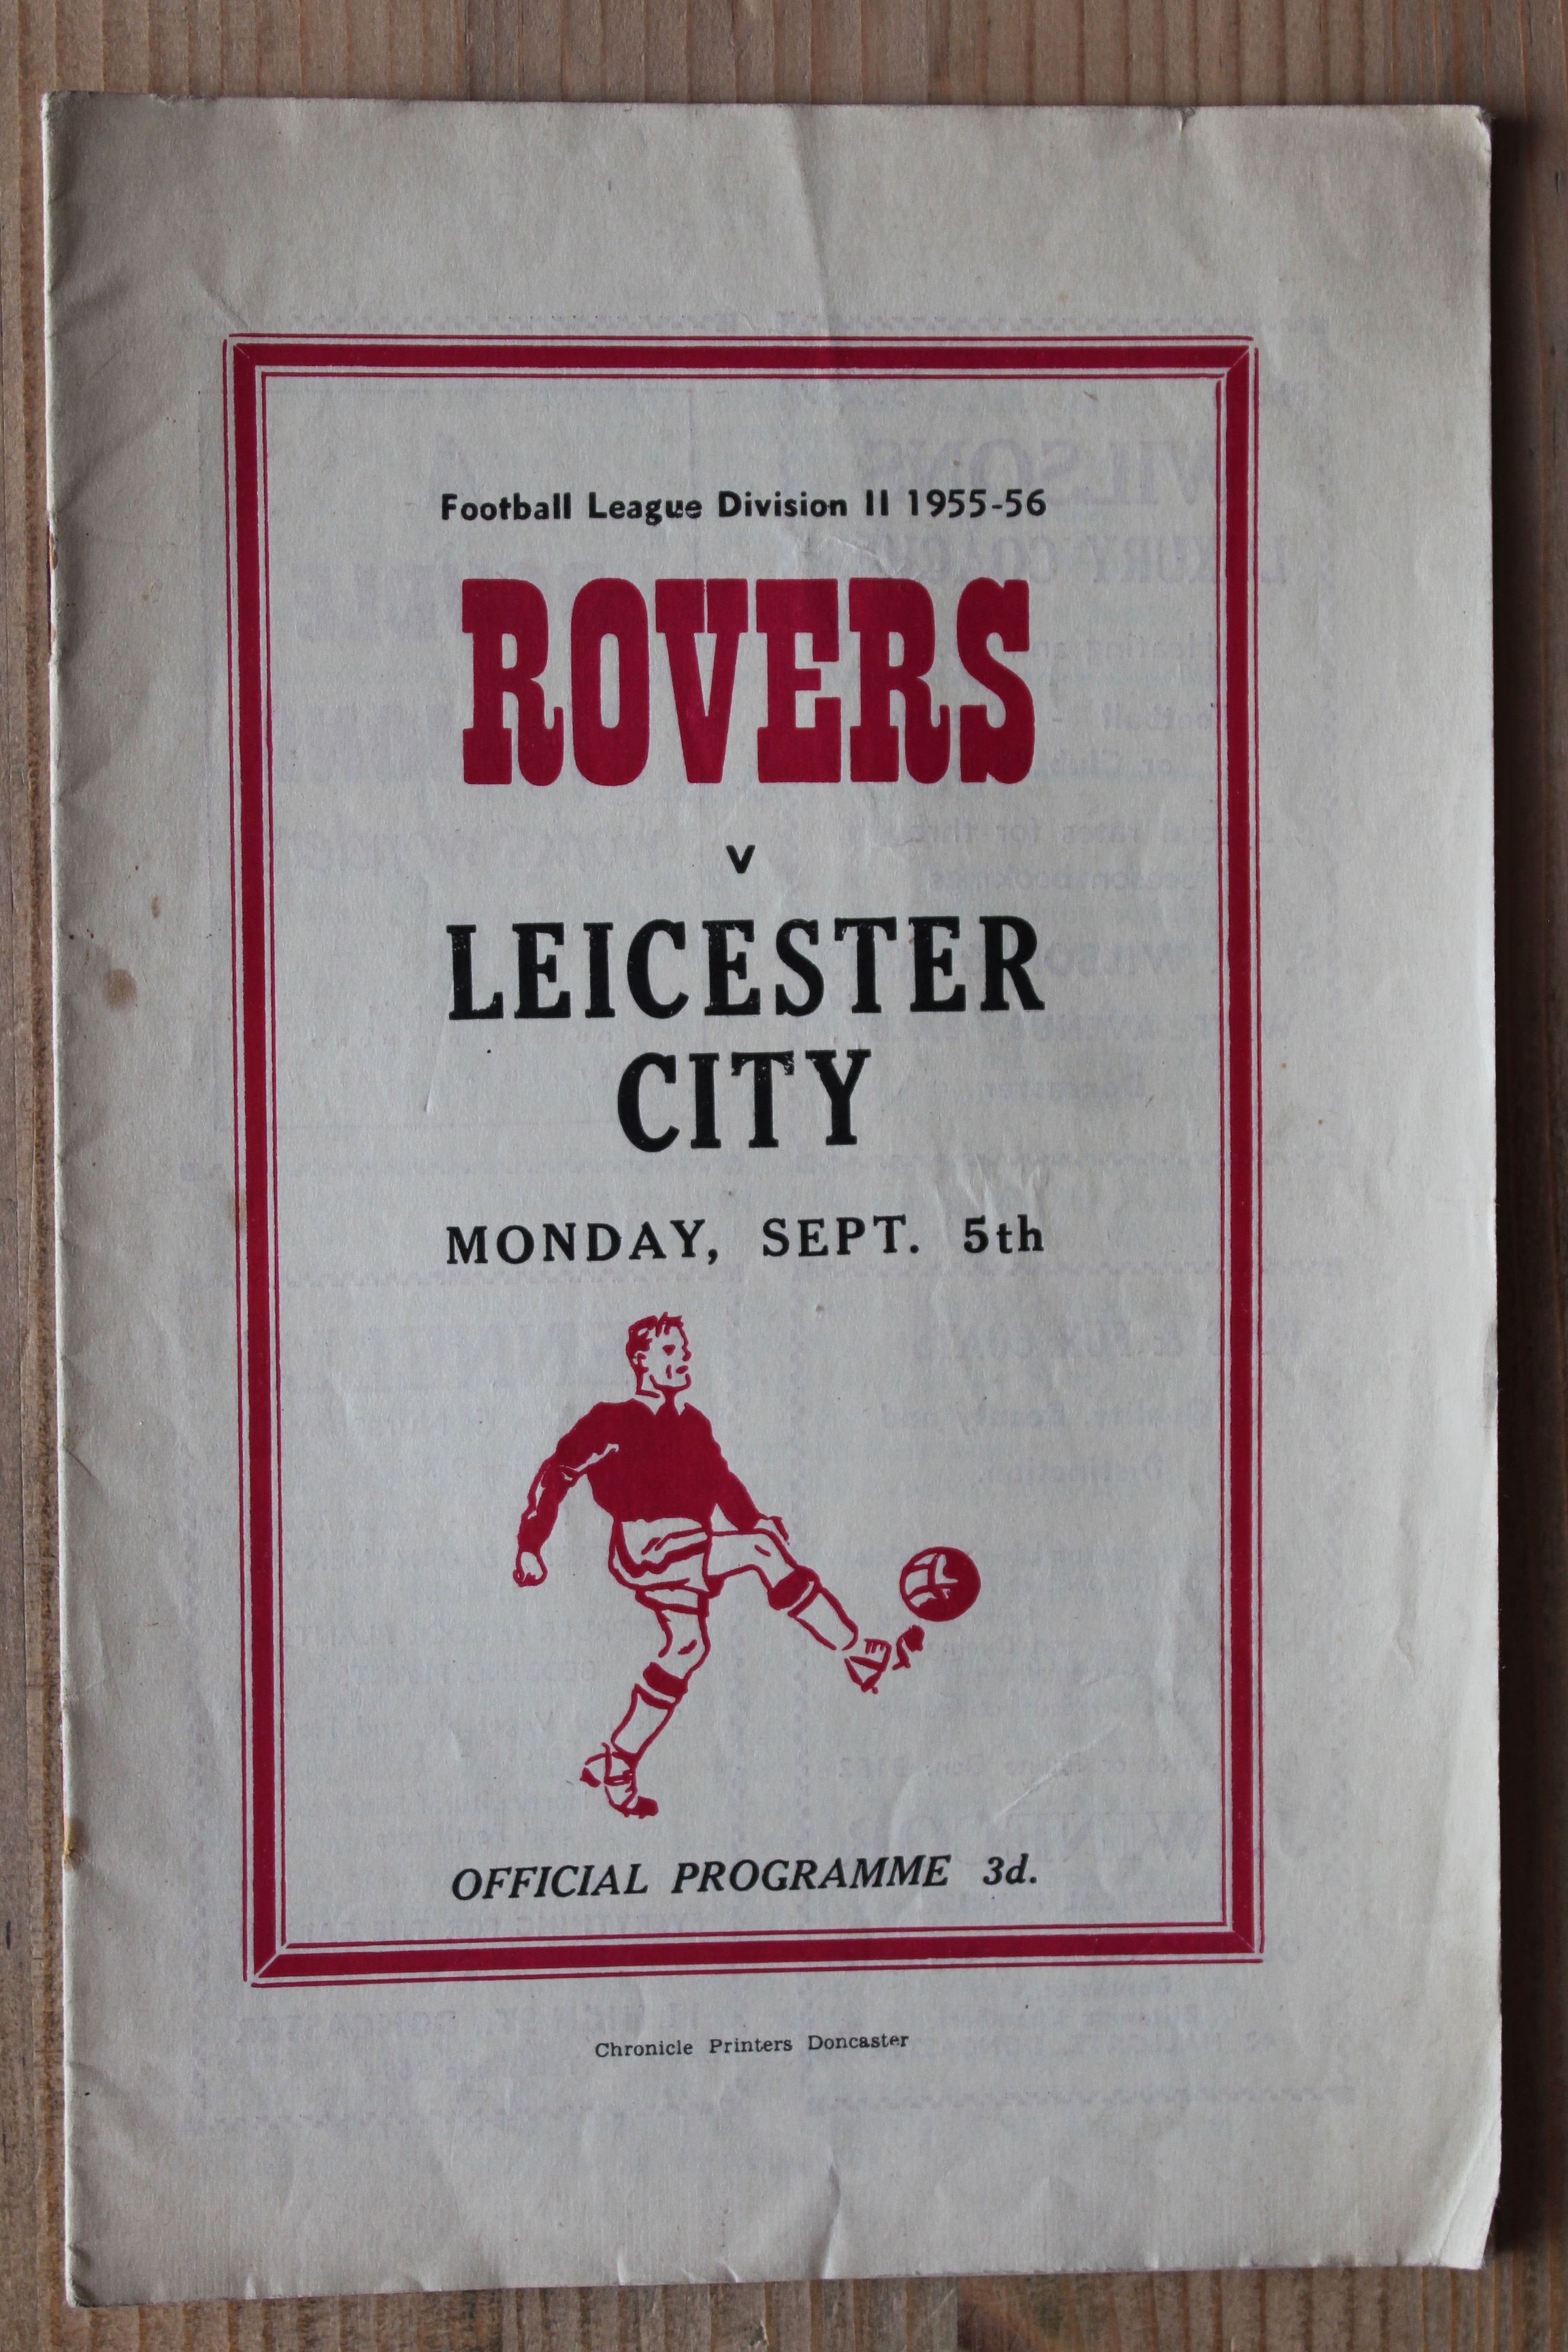 Football League Division II 1955-56
ROVERS
v
LEICESTER
CITY
MONDAY, SEPT. 5th
OFFICIAL PROGRAMME 3d.
Chronicle Printers Doncaster